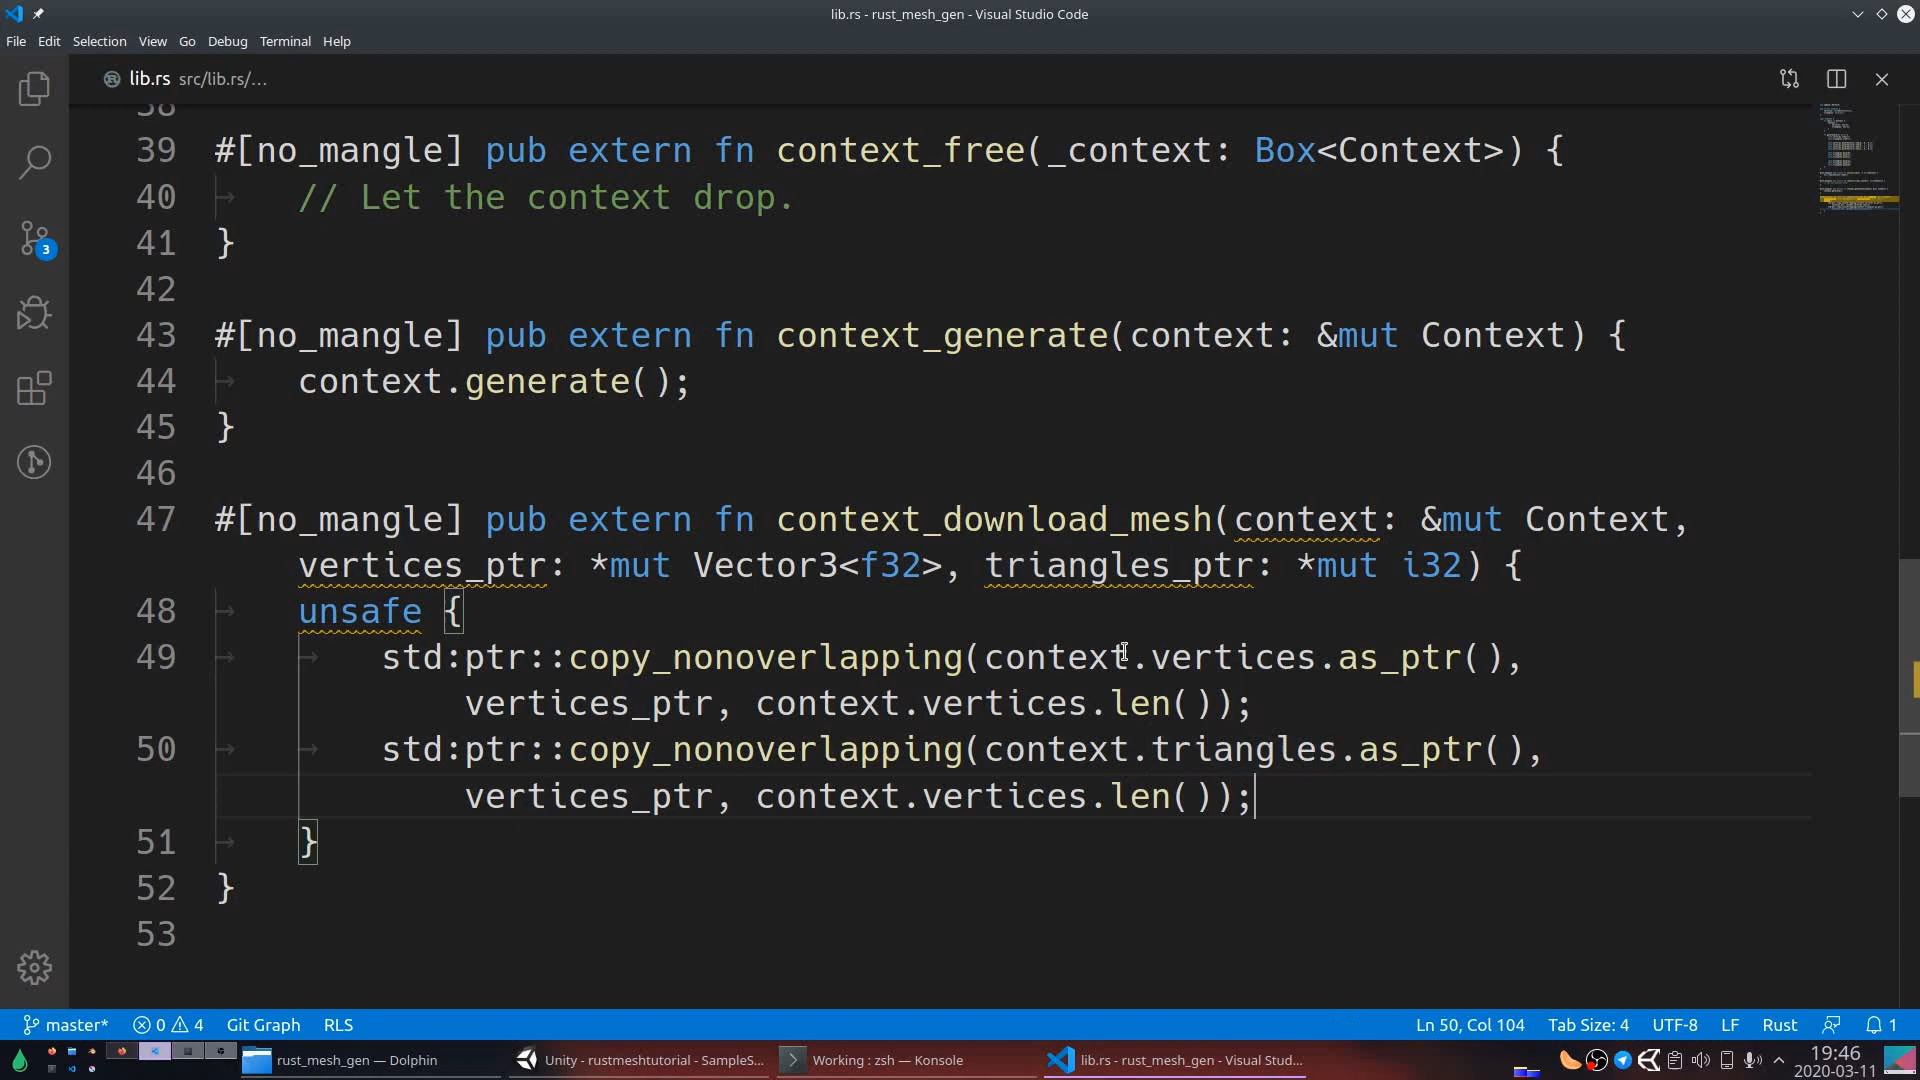 lib.rs - rust_mesh_gen - Visual Studio Code
File Edit Selection View Go Debug Terminal Help
lib.rs src/lib.rs/...
38
39 #[no_mangle] pub extern fn context_free(_context: Box<Context>) {
40 // Let the context drop.
41 }
42
43 #[no_mangle] pub extern fn context_generate(context: &mut Context) {
44 context.generate();
45 }
46
47 #[no_mangle] pub extern fn context_download_mesh(context: &mut Context,
vertices_ptr: *mut Vector3<f32>, triangles_ptr: *mut i32) {
48 unsafe {
49 std:ptr::copy_nonoverlapping(context.vertices.as_ptr(),
vertices_ptr, context.vertices.len());
50 std:ptr::copy_nonoverlapping(context.triangles.as_ptr(),
vertices_ptr, context.vertices.len());
51 }
52 }
53
3
master* 0 4 Git Graph RLS Ln 50, Col 104 Tab Size: 4 UTF-8 LF Rust 1
rust_mesh_gen — Dolphin Unity - rustmeshtutorial - SampleS... Working : zsh — Konsole lib.rs - rust_mesh_gen - Visual Stud... 19:46
2020-03-11